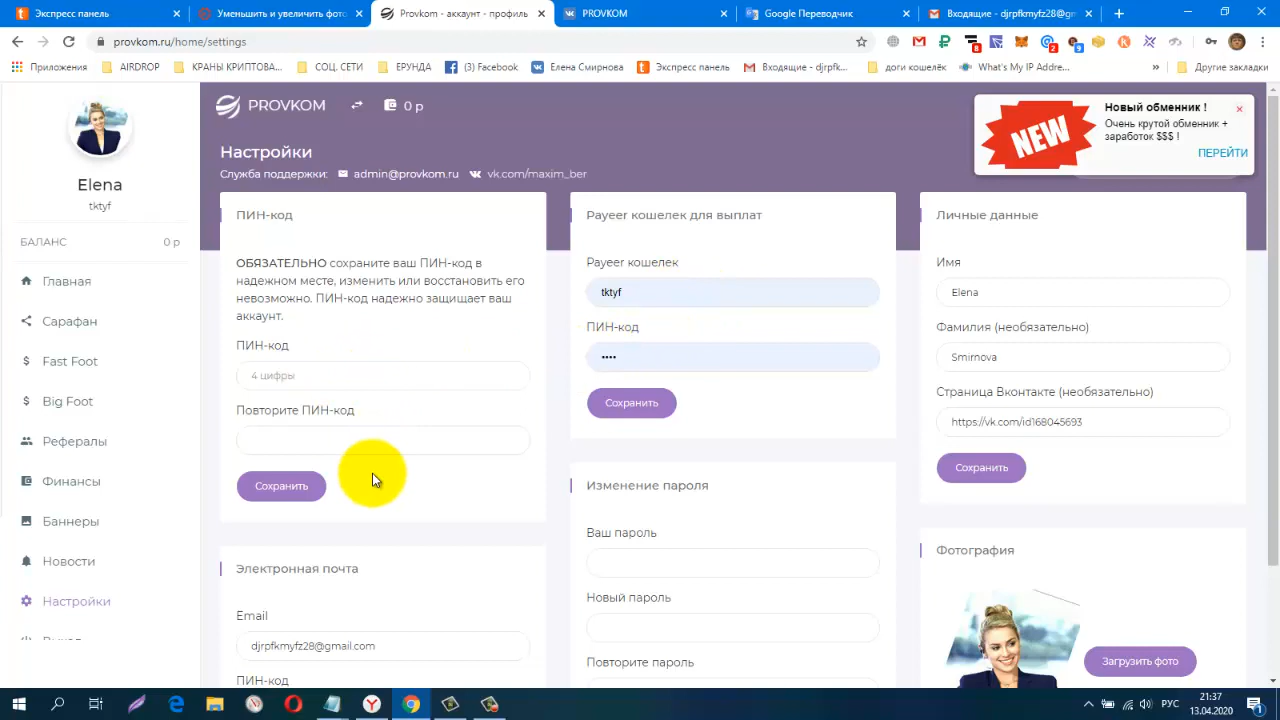 Экспресс панель
Уменьшить и увеличить фото
Provkom - аккаунт - профиль
PROVKOM
Google Переводчик
Входящие - djrpfkmyfz28@gm
provkom.ru/home/settings
8
2
9
Приложения
AIRDROP
КРАНЫ КРИПТОВА...
СОЦ. СЕТИ
ЕРУНДА
(3) Facebook
Елена Смирнова
Экспресс панель
Входящие - djrpfk...
доги кошелёк
What's My IP Addre...
»
Другие закладки
Elena
tktyf
БАЛАНС 0 р
Главная
Сарафан
Fast Foot
Big Foot
Рефералы
Финансы
Баннеры
Новости
Настройки
PROVKOM
0 р
Настройки
Служба поддержки: admin@provkom.ru vk.com/maxim_ber
NEW
Новый обменник !
Очень крутой обменник +
заработок $$$ !
ПЕРЕЙТИ
ПИН-код
ОБЯЗАТЕЛЬНО сохраните ваш ПИН-код в
надежном месте, изменить или восстановить его
невозможно. ПИН-код надежно защищает ваш
аккаунт.
ПИН-код
4 цифры
Повторите ПИН-код
Сохранить
Электронная почта
Email
djrpfkmyfz28@gmail.com
ПИН-код
Payeer кошелек для выплат
Payeer кошелек
tktyf
ПИН-код
••••
Сохранить
Изменение пароля
Ваш пароль
Новый пароль
Повторите пароль
Личные данные
Имя
Elena
Фамилия (необязательно)
Smirnova
Страница Вконтакте (необязательно)
https://vk.com/id168045693
Сохранить
Фотография
Загрузить фото
РУС
21:37
13.04.2020
1